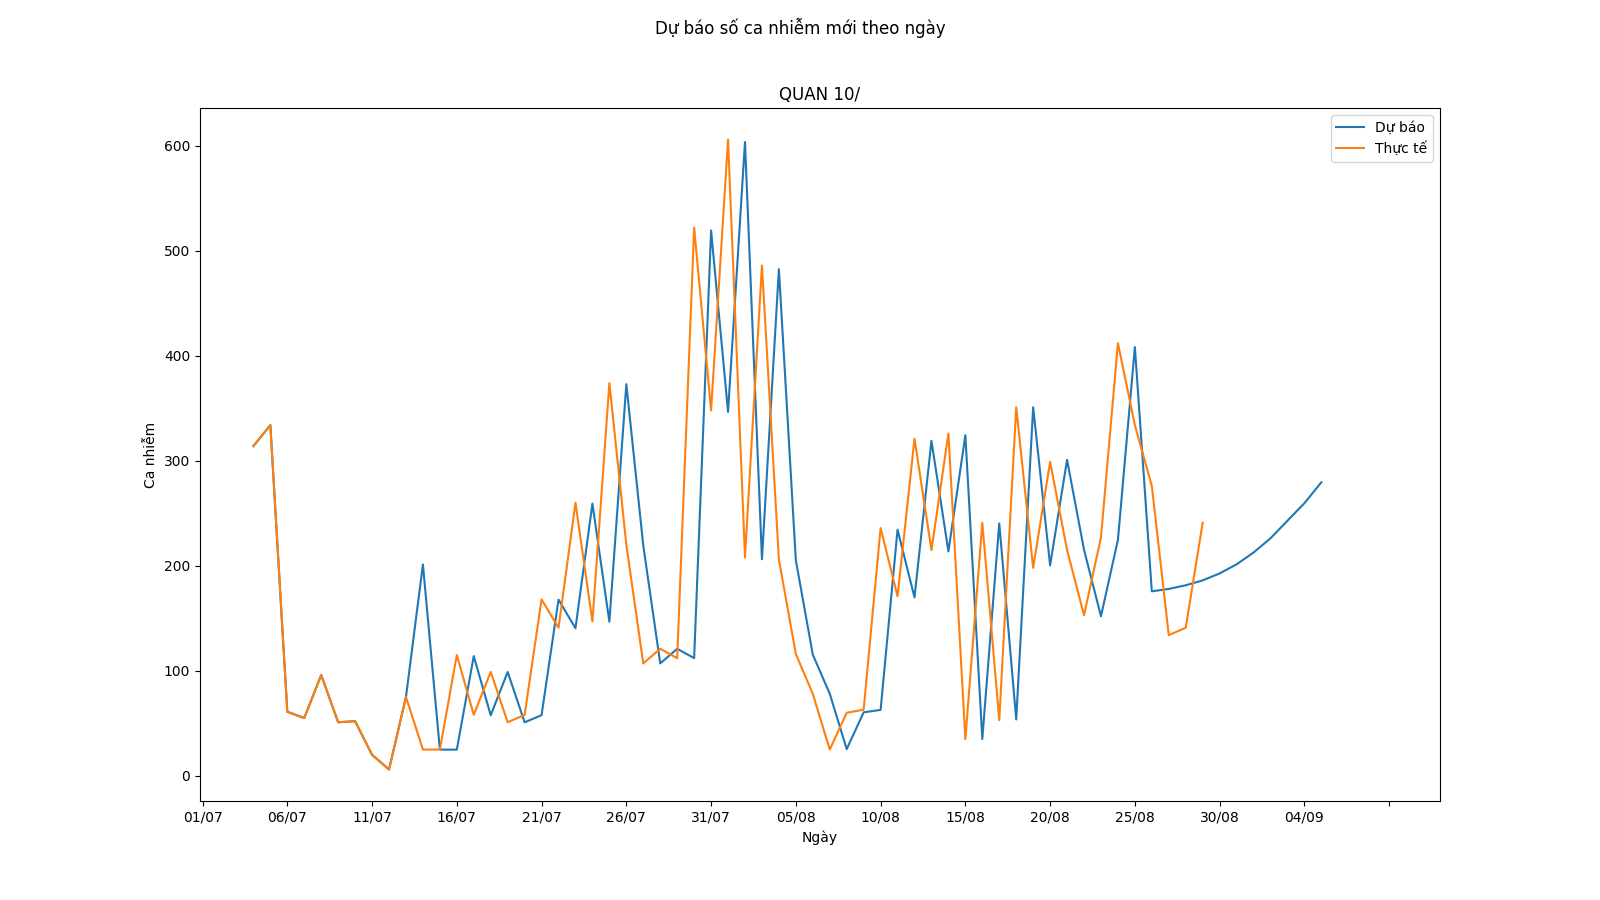 Dự báo số ca nhiễm mới theo ngày
QUAN 10/
Dự báo
Thực tế
600
500
400
300
200
100
0
Ca nhiễm
01/07 06/07 11/07 16/07 21/07 26/07 31/07 05/08 10/08 15/08 20/08 25/08 30/08 04/09
Ngày